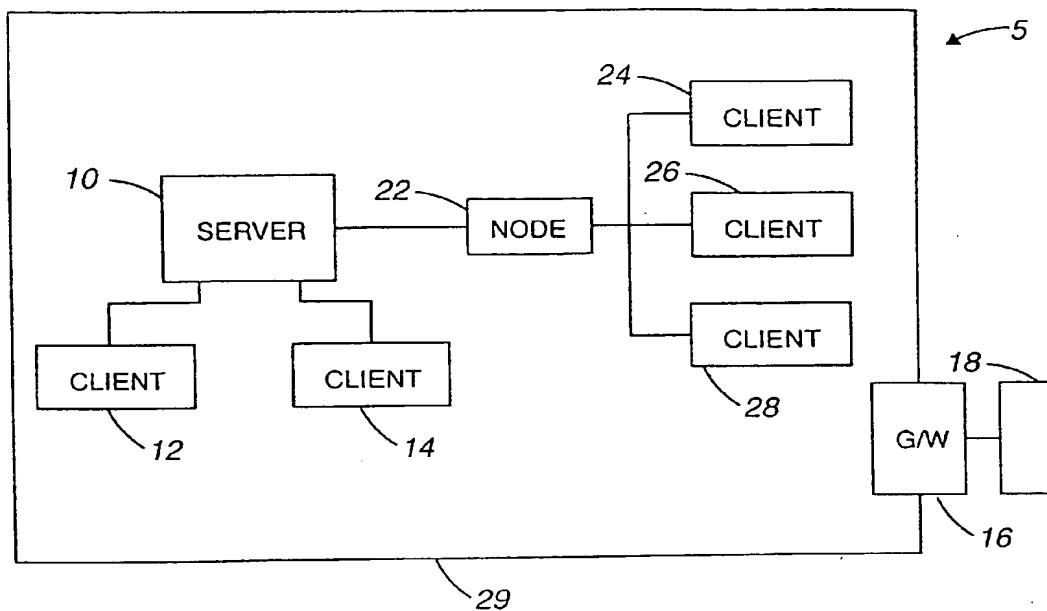 5
24
CLIENT
10
22
26
SERVER
NODE
CLIENT
CLIENT
CLIENT
CLIENT
28
18
12
14
G/W
16
29